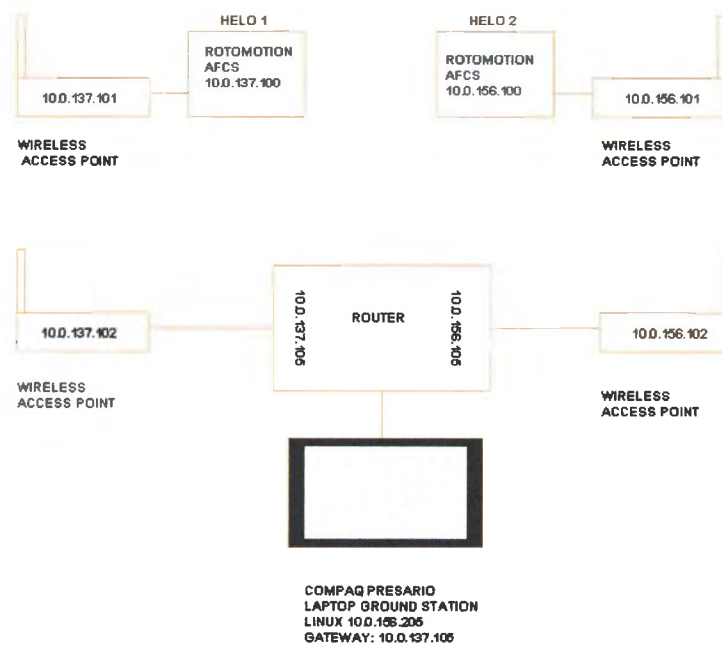 HELO 1
HELO 2
ROTOMOTION
AFCS
10.0.137.100
ROTOMOTION
AFCS
10.0.156.100
10.0.137.101
10.0.156.101
WIRELESS
ACCESS POINT
WIRELESS
ACCESS POINT
10.0.137.105
ROUTER
10.0.156.105
10.0.137.102
10.0.156.102
WIRELESS
ACCESS POINT
WIRELESS
ACCESS POINT
COMPAQ PRESARIO
LAPTOP GROUND STATION
LINUX 10.0.156.205
GATEWAY: 10.0.137.105